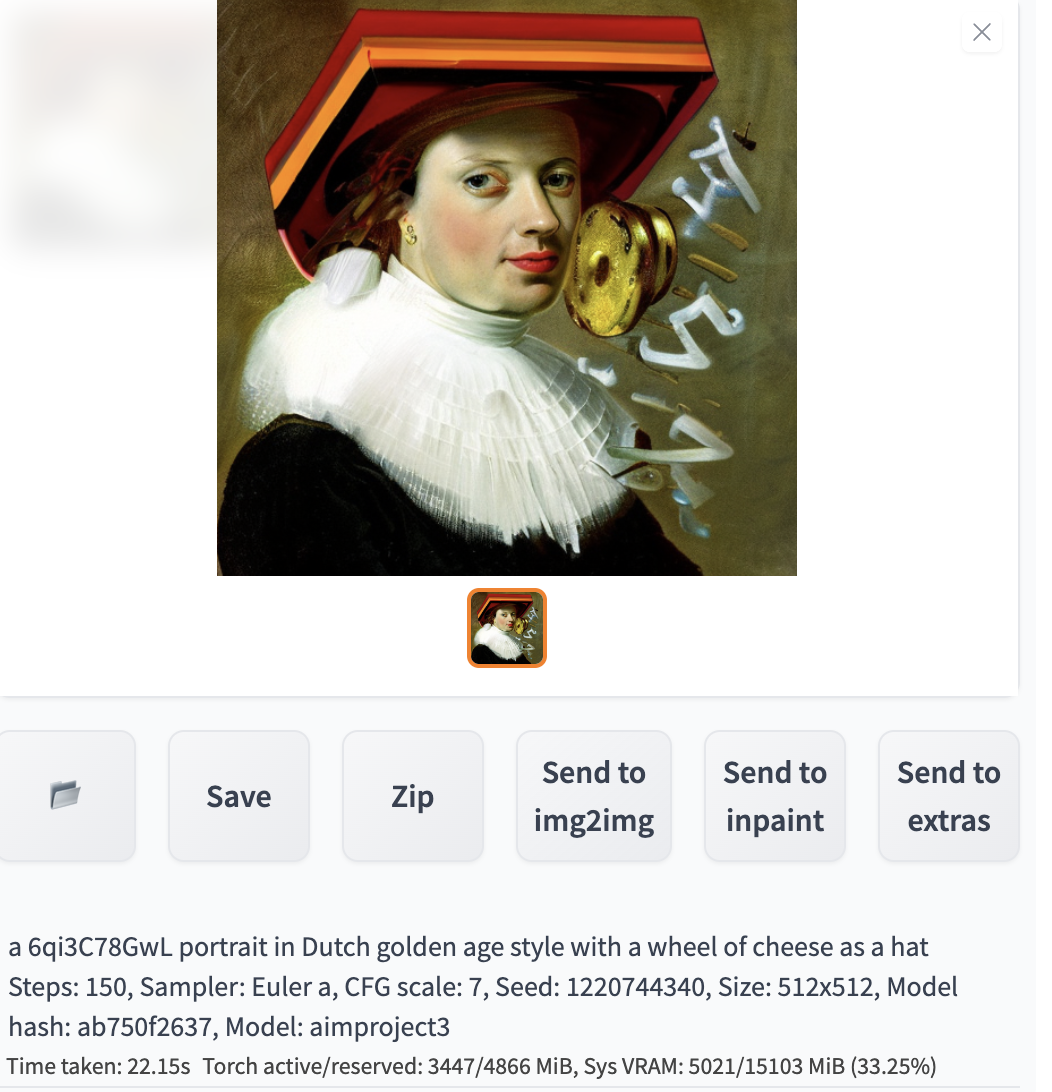 Save
Zip
Send to
img2img
Send to
inpaint
Send to
extras
a 6qi3C78GwL portrait in Dutch golden age style with a wheel of cheese as a hat
Steps: 150, Sampler: Euler a, CFG scale: 7, Seed: 1220744340, Size: 512x512, Model
hash: ab750f2637, Model: aimproject3
Time taken: 22.15s Torch active/reserved: 3447/4866 MiB, Sys VRAM: 5021/15103 MiB (33.25%)